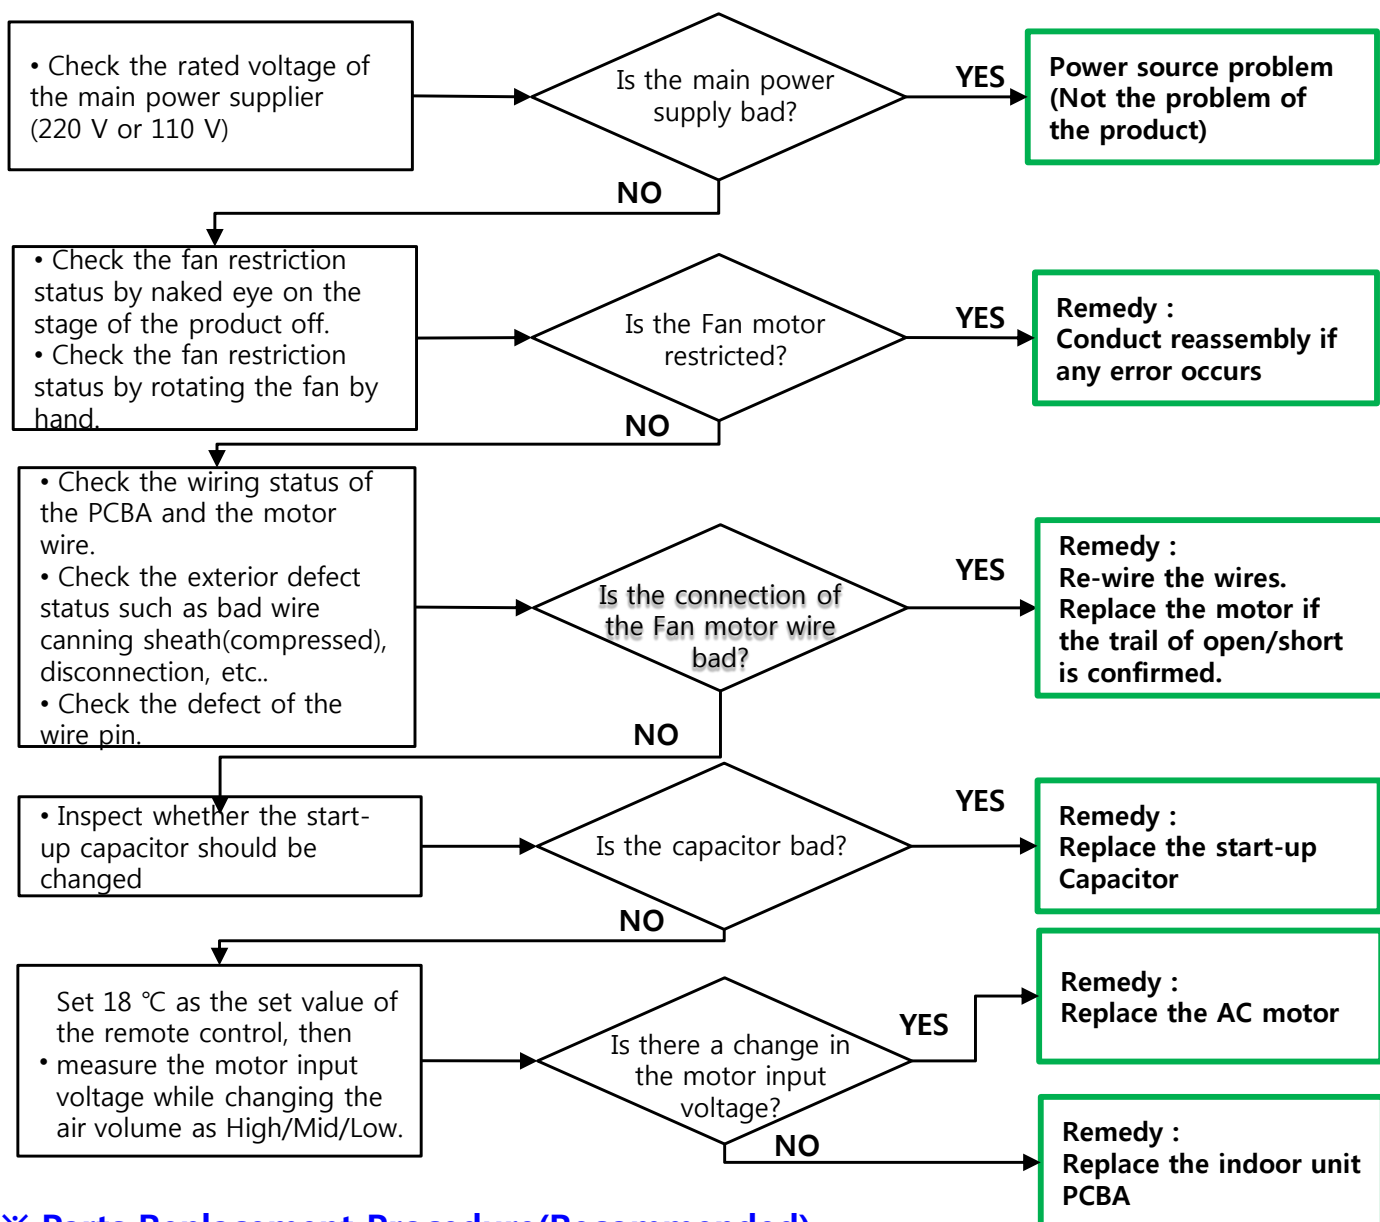 • Check the rated voltage of
the main power supplier
(220 V or 110 V)
Is the main power
supply bad?
YES
Power source problem
(Not the problem of
the product)
NO
• Check the fan restriction
status by naked eye on the
stage of the product off.
• Check the fan restriction
status by rotating the fan by
hand.
Is the Fan motor
restricted?
YES
Remedy :
Conduct reassembly if
any error occurs
NO
• Check the wiring status of
the PCBA and the motor
wire.
• Check the exterior defect
status such as bad wire
canning sheath(compressed),
disconnection, etc..
• Check the defect of the
wire pin.
Is the connection of
the Fan motor wire
bad?
YES
Remedy :
Re-wire the wires.
Replace the motor if
the trail of open/short
is confirmed.
NO
• Inspect whether the start-
up capacitor should be
changed
Is the capacitor bad?
YES
Remedy :
Replace the start-up
Capacitor
NO
Set 18 ℃ as the set value of
the remote control, then
• measure the motor input
voltage while changing the
air volume as High/Mid/Low.
Is there a change in
the motor input
voltage?
YES
Remedy :
Replace the AC motor
NO
Remedy :
Replace the indoor unit
PCBA
※ Parts Replacement Procedure(Recommended)